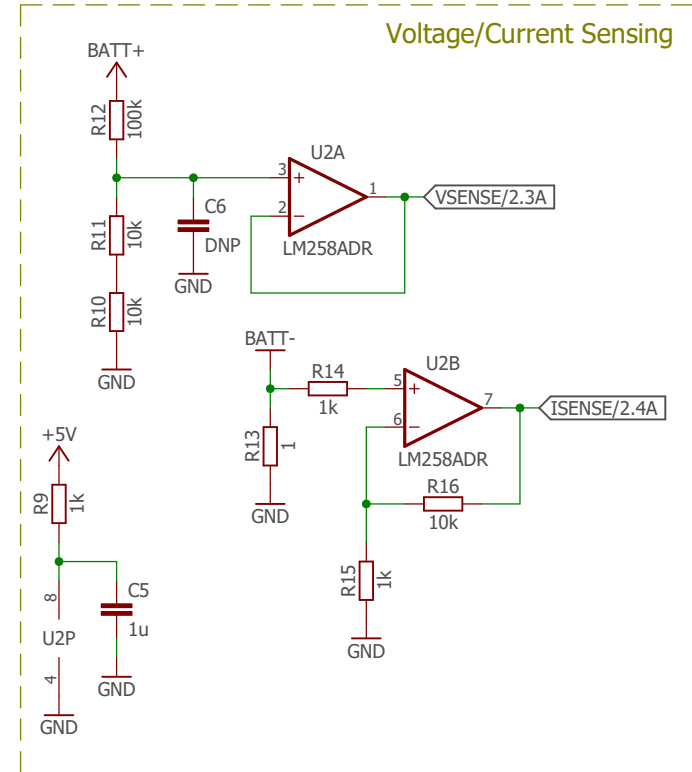 Voltage/Current Sensing
BATT+
R12
100k
U2A
3
+
2
−
1
VSENSE/2.3A
LM258ADR
C6
DNP
GND
R11
10k
R10
10k
GND
BATT-
R14
1k
U2B
5
+
6
−
7
ISENSE/2.4A
LM258ADR
R13
1
GND
R16
10k
R15
1k
GND
+5V
R9
1k
8
U2P
4
GND
C5
1u
GND